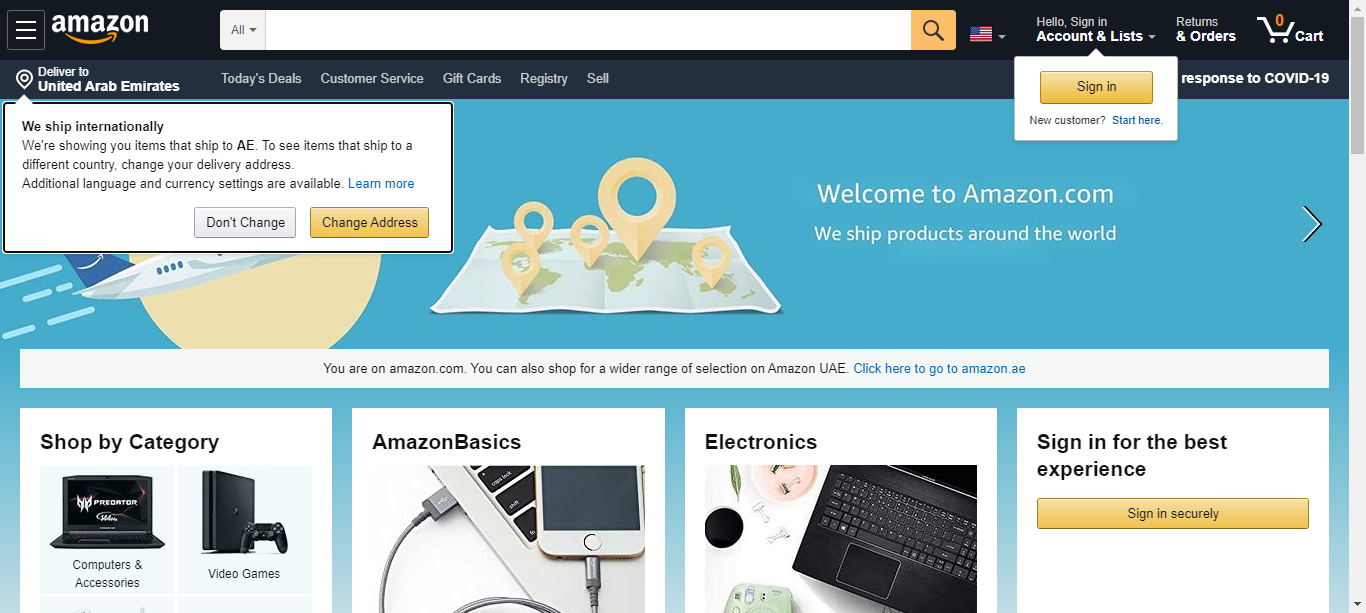 amazon
All
Hello, Sign in
Account & Lists
Returns
& Orders
0
Cart
Deliver to
United Arab Emirates
Today's Deals
Customer Service
Gift Cards
Registry
Sell
response to COVID-19
Sign in
New customer? Start here.
We ship internationally
We're showing you items that ship to AE. To see items that ship to a
different country, change your delivery address.
Additional language and currency settings are available. Learn more
Don't Change
Change Address
Welcome to Amazon.com
We ship products around the world
You are on amazon.com. You can also shop for a wider range of selection on Amazon UAE. Click here to go to amazon.ae
Shop by Category
PREDATOR
144Hz
Computers &
Accessories
Video Games
AmazonBasics
caps lock
shift
fn
Electronics
Sign in for the best
experience
Sign in securely